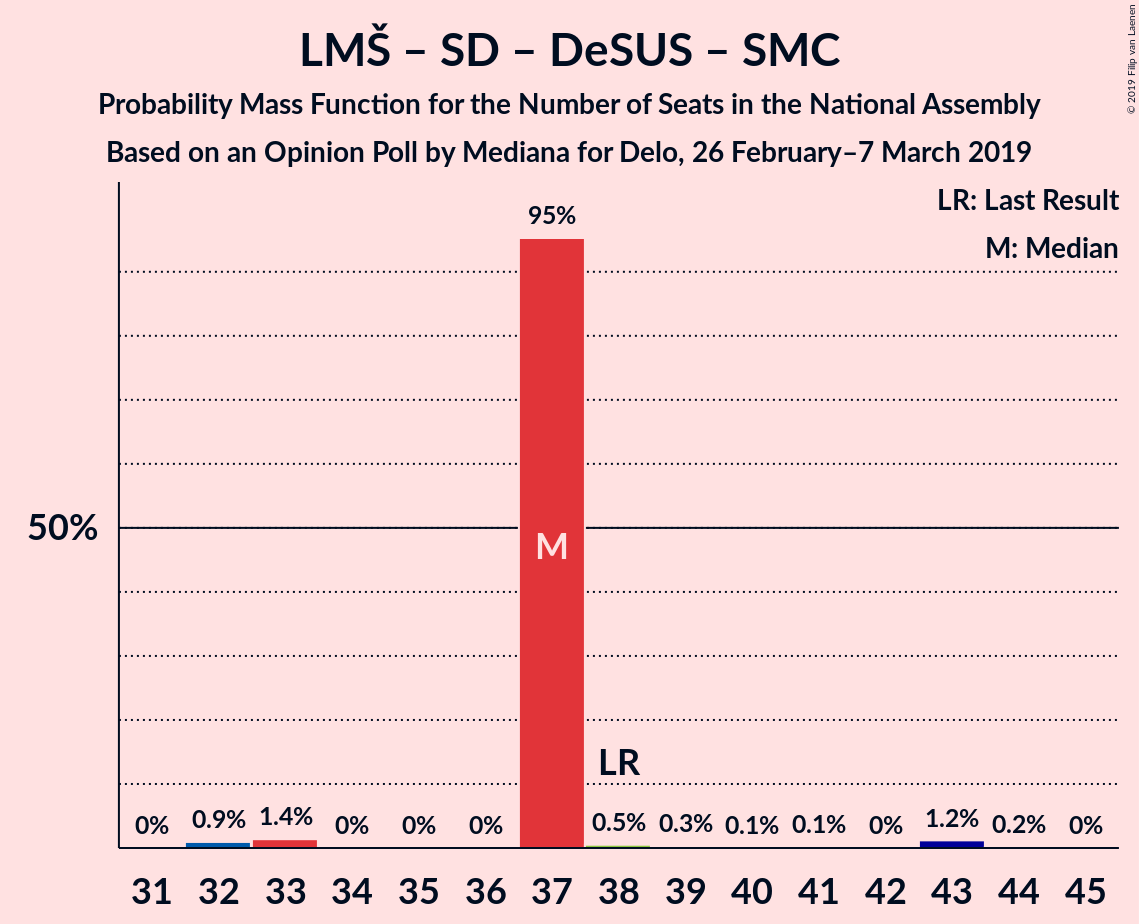 LMŠ – SD – DeSUS – SMC
Probability Mass Function for the Number of Seats in the National Assembly
Based on an Opinion Poll by Mediana for Delo, 26 February–7 March 2019
© 2019 Filip van Laenen
LR: Last Result
M: Median
95%
50%
M
LR
0% 0.9% 1.4% 0% 0% 0% 0.5% 0.3% 0.1% 0.1% 0% 1.2% 0.2% 0%
31 32 33 34 35 36 37 38 39 40 41 42 43 44 45